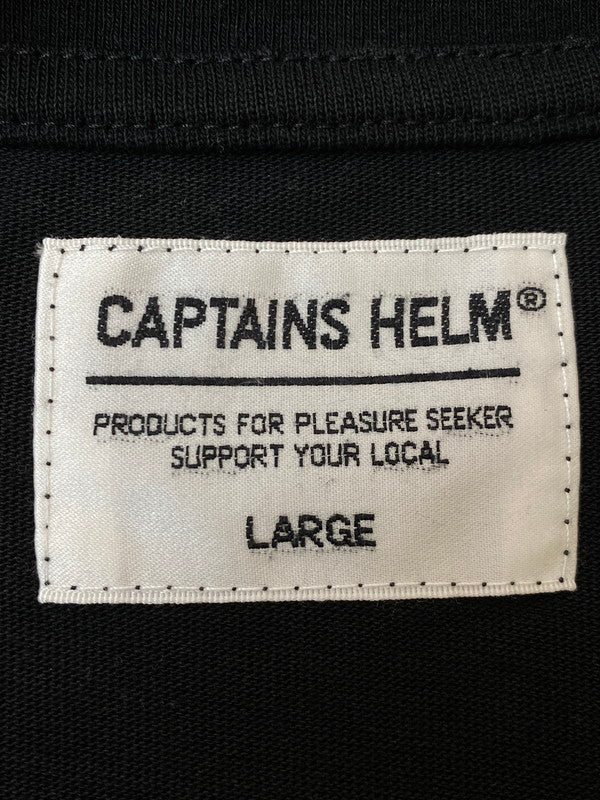 CAPTAINS HELM®
PRODUCTS FOR PLEASURE SEEKER
SUPPORT YOUR LOCAL
LARGE